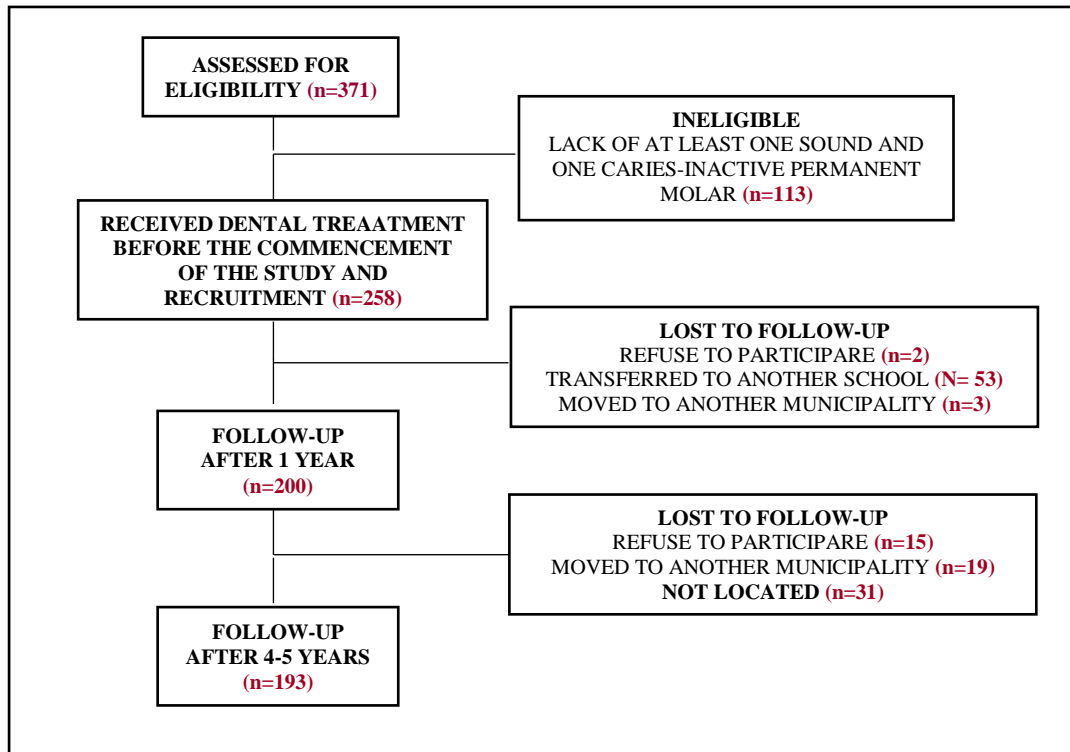 ASSESSED FOR
ELIGIBILITY (n=371)
INELIGIBLE
LACK OF AT LEAST ONE SOUND AND
ONE CARIES-INACTIVE PERMANENT
MOLAR (n=113)
RECEIVED DENTAL TREAATMENT
BEFORE THE COMMENCEMENT
OF THE STUDY AND
RECRUITMENT (n=258)
LOST TO FOLLOW-UP
REFUSE TO PARTICIPARE (n=2)
TRANSFERRED TO ANOTHER SCHOOL (N= 53)
MOVED TO ANOTHER MUNICIPALITY (n=3)
FOLLOW-UP
AFTER 1 YEAR
(n=200)
LOST TO FOLLOW-UP
REFUSE TO PARTICIPARE (n=15)
MOVED TO ANOTHER MUNICIPALITY (n=19)
NOT LOCATED (n=31)
FOLLOW-UP
AFTER 4-5 YEARS
(n=193)